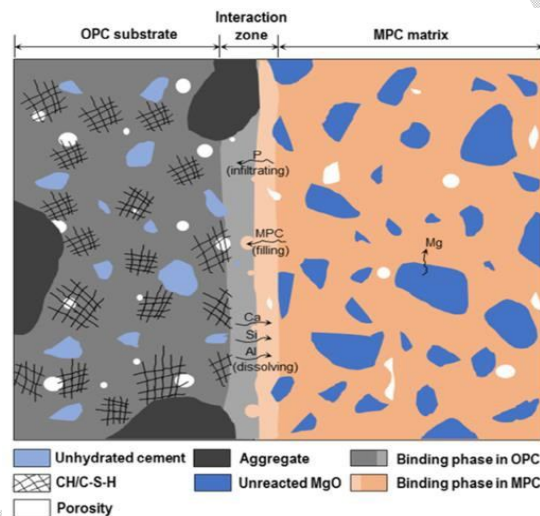 OPC substrate
Interaction
zone
MPC matrix
P
(infiltrating)
MPC
(filling)
Mg
Ca
Si
Al
(dissolving)
Unhydrated cement
Aggregate
Binding phase in OPC
CH/C-S-H
Unreacted MgO
Binding phase in MPC
Porosity